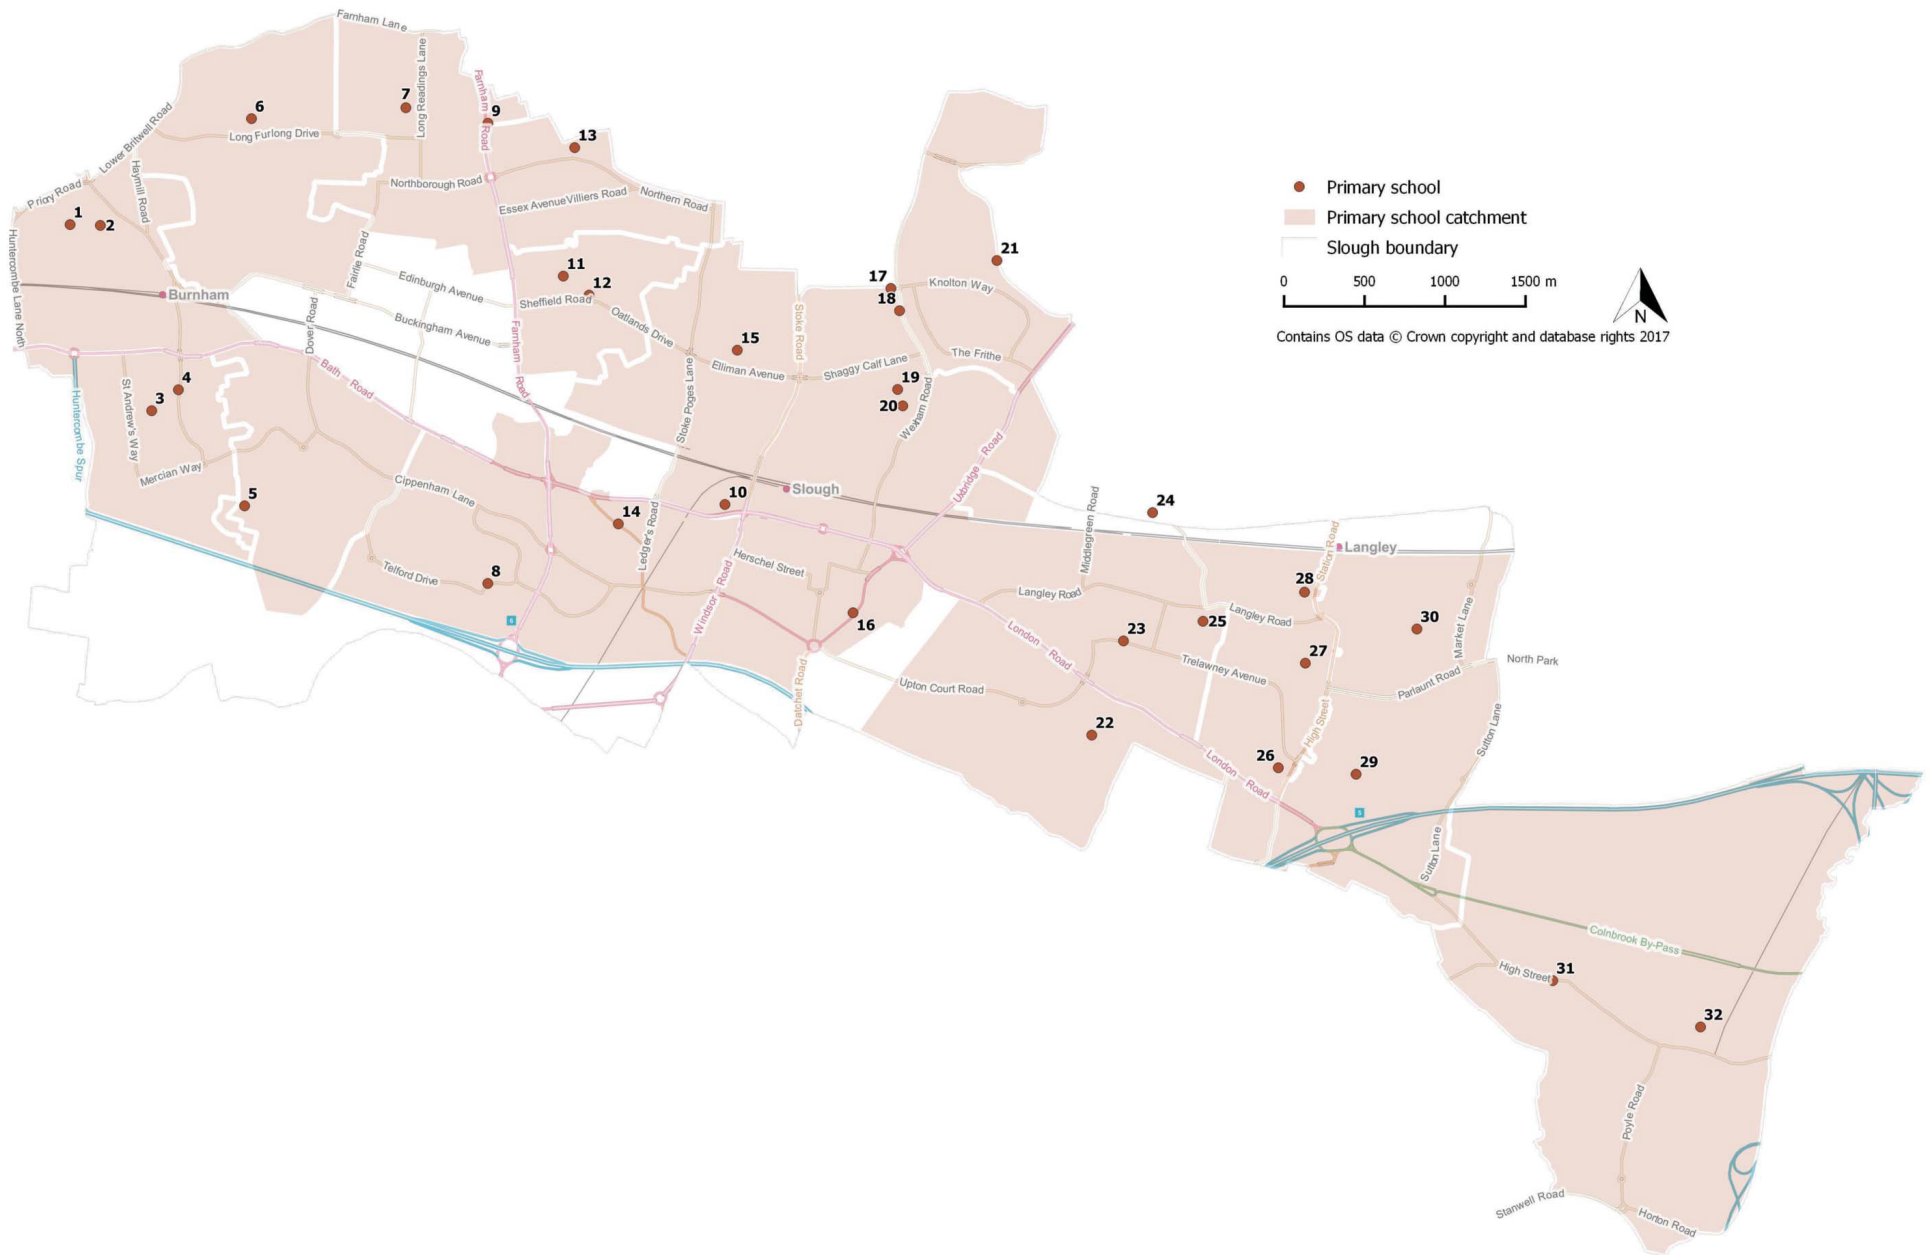 Farnham Lane
Long Readings Lane
Farnham Road
7
6
9
Lower Britwell Road
Long Furlong Drive
13
Haymill Road
Priory Road
Northborough Road
Essex Avenue
Villiers Road
Northern Road
1
2
Huntercombe Lane North
Fairlie Road
21
11
12
17
18
Knolton Way
Edinburgh Avenue
Sheffield Road
Burnham
Oatlands Drive
Buckingham Avenue
Dover Road
Farnham Road
Stoke Road
15
Elliman Avenue
Shaggy Calf Lane
The Frithe
Bath Road
4
3
St Andrew's Way
Huntercombe Spur
19
20
Stoke Poges Lane
Wexham Road
Mercian Way
Uxbridge Road
Cippenham Lane
5
10
Slough
14
Ledger's Road
Middlegreen Road
24
Station Road
Langley
Herschel Street
8
Telford Drive
6
Windsor Road
16
Langley Road
London Road
23
25
Langley Road
28
30
Market Lane
27
North Park
Trelawney Avenue
Parlaunt Road
Upton Court Road
Datchet Road
22
High Street
Sutton Lane
26
29
London Road
5
Sutton Lane
Colnbrook By-Pass
High Street
31
32
Poyle Road
Stanwell Road
Horton Road
Primary school
Primary school catchment
Slough boundary
0 500 1000 1500 m
N
Contains OS data © Crown copyright and database rights 2017